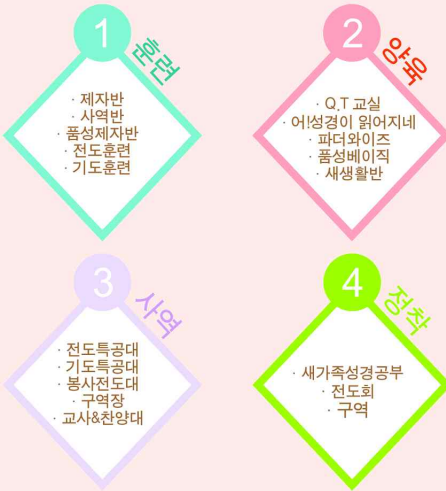 1
훈련
· 제자반
· 사역반
· 품성제자반
· 전도훈련
· 기도훈련
2
양육
· Q.T 교실
· 어!성경이 읽어지네
· 파더와이즈
· 품성베이직
· 새생활반
3
사역
· 전도특공대
· 기도특공대
· 봉사전도대
· 구역장
· 교사&찬양대
4
정착
· 새가족성경공부
· 전도회
· 구역